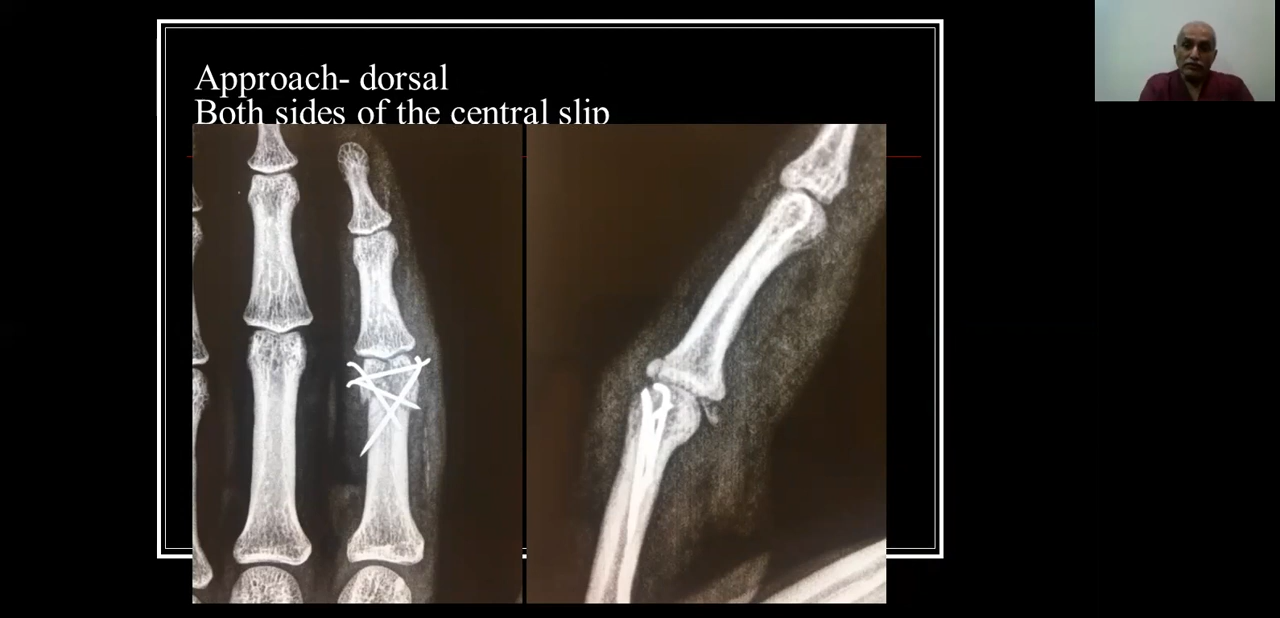 Approach- dorsal
Both sides of the central slip